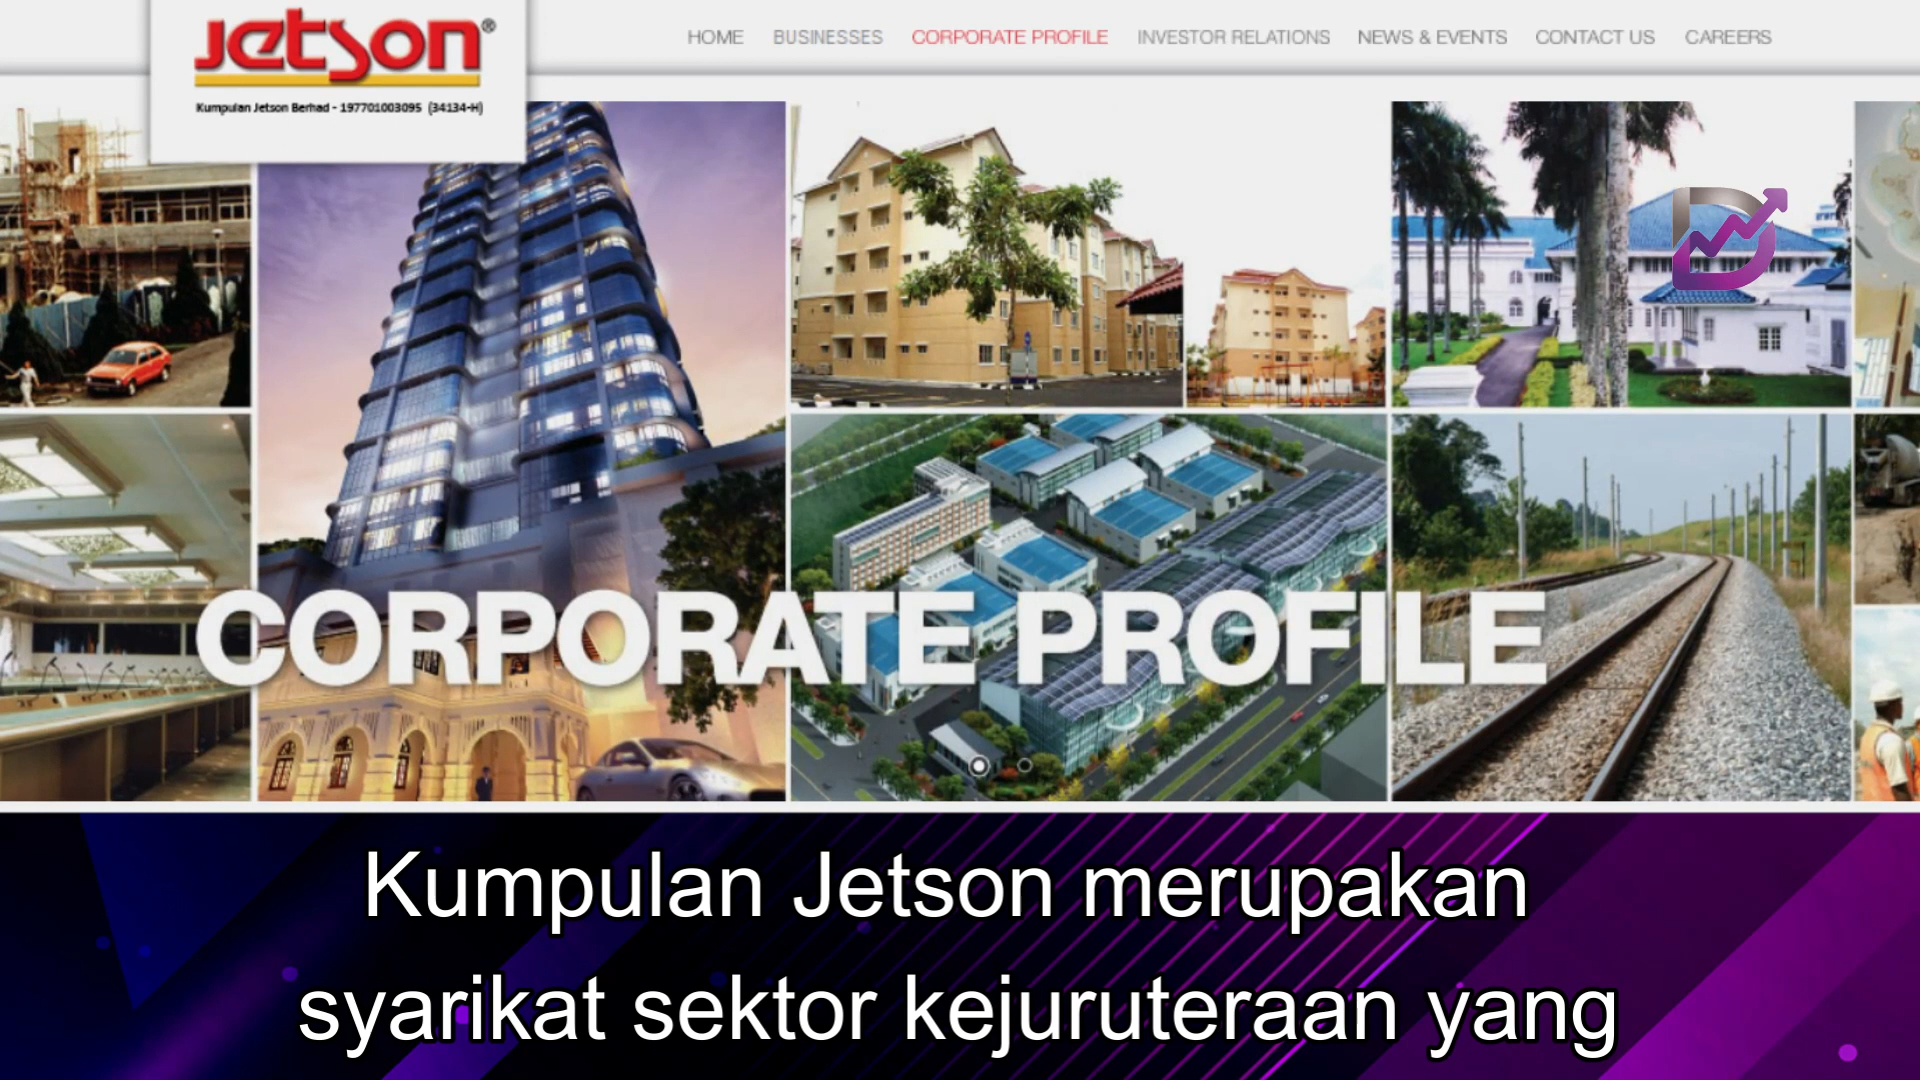 Jetson®
Kumpulan Jetson Berhad - 197701003095 (34134-H)
HOME BUSINESSES CORPORATE PROFILE INVESTOR RELATIONS NEWS & EVENTS CONTACT US CAREERS
CORPORATE PROFILE
Kumpulan Jetson merupakan
syarikat sektor kejuruteraan yang